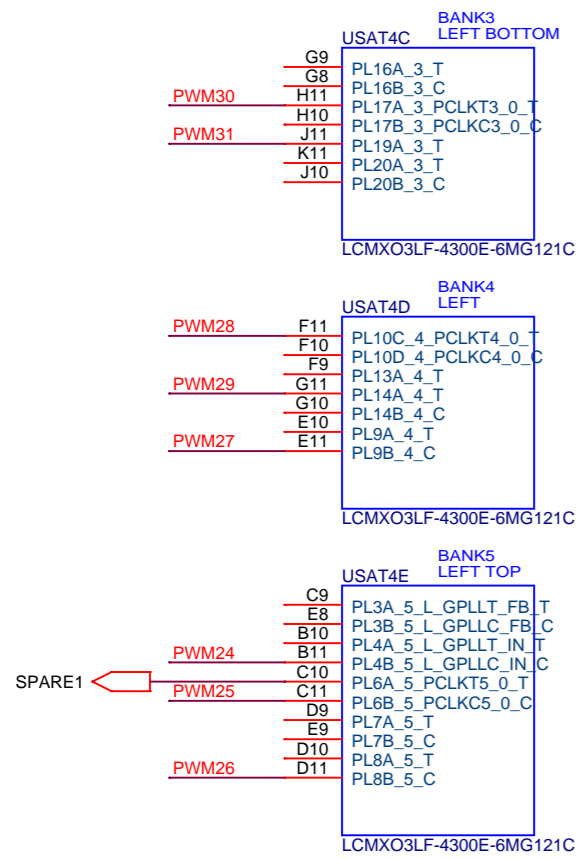 BANK3
USAT4C LEFT BOTTOM
G9 PL16A_3_T
G8 PL16B_3_C
PWM30 H11 PL17A_3_PCLKT3_0_T
H10 PL17B_3_PCLKC3_0_C
PWM31 J11 PL19A_3_T
K11 PL20A_3_T
J10 PL20B_3_C
LCMXO3LF-4300E-6MG121C
BANK4
USAT4D LEFT
PWM28 F11 PL10C_4_PCLKT4_0_T
F10 PL10D_4_PCLKC4_0_C
F9 PL13A_4_T
PWM29 G11 PL14A_4_T
G10 PL14B_4_C
E10 PL9A_4_T
PWM27 E11 PL9B_4_C
LCMXO3LF-4300E-6MG121C
BANK5
USAT4E LEFT TOP
C9 PL3A_5_L_GPLLT_FB_T
E8 PL3B_5_L_GPLLC_FB_C
B10 PL4A_5_L_GPLLT_IN_T
PWM24 B11 PL4B_5_L_GPLLC_IN_C
SPARE1 C10 PL6A_5_PCLKT5_0_T
PWM25 C11 PL6B_5_PCLKC5_0_C
D9 PL7A_5_T
E9 PL7B_5_C
D10 PL8A_5_T
PWM26 D11 PL8B_5_C
LCMXO3LF-4300E-6MG121C